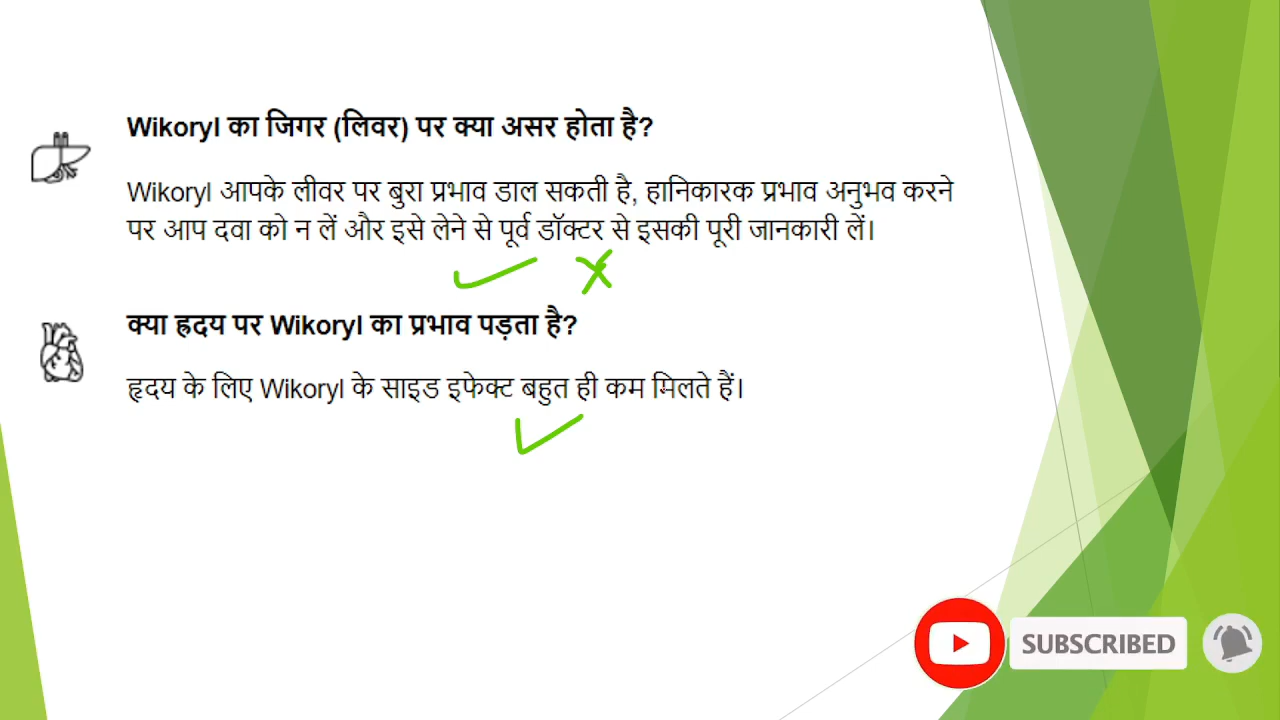 Wikoryl का जिगर (लिवर) पर क्या असर होता है?
Wikoryl आपके लीवर पर बुरा प्रभाव डाल सकती है, हानिकारक प्रभाव अनुभव करने
पर आप दवा को न लें और इसे लेने से पूर्व डॉक्टर से इसकी पूरी जानकारी लें।
क्या ह्रदय पर Wikoryl का प्रभाव पड़ता है?
हृदय के लिए Wikoryl के साइड इफेक्ट बहुत ही कम मिलते हैं।
SUBSCRIBED